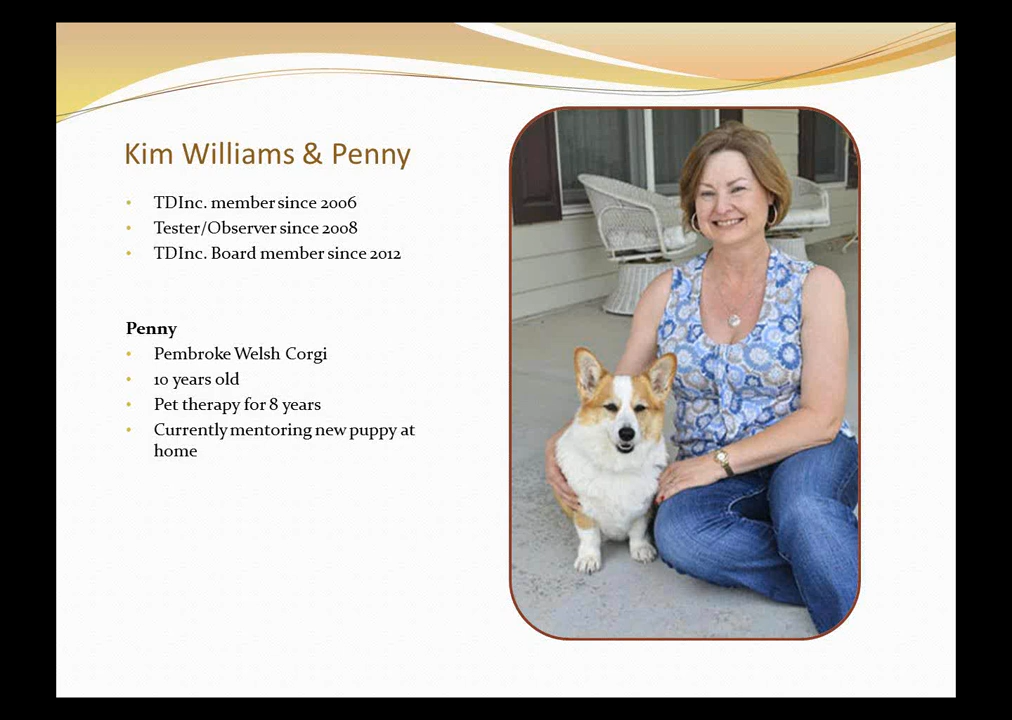 Kim Williams & Penny
• TDInc. member since 2006
• Tester/Observer since 2008
• TDInc. Board member since 2012
Penny
• Pembroke Welsh Corgi
• 10 years old
• Pet therapy for 8 years
• Currently mentoring new puppy at
home